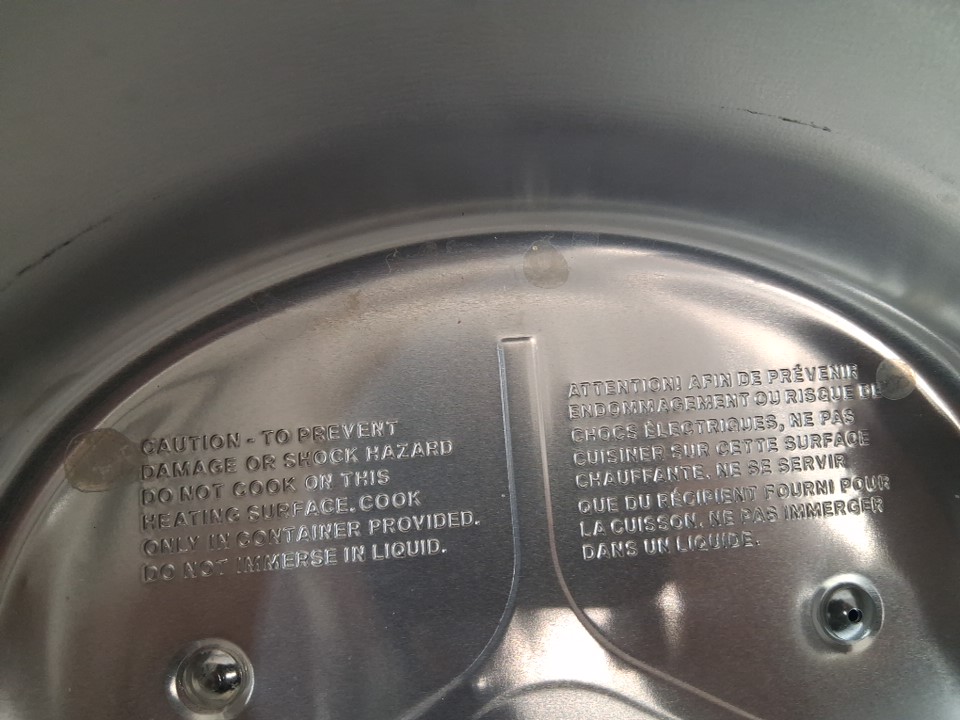 CAUTION - TO PREVENT
DAMAGE OR SHOCK HAZARD
DO NOT COOK ON THIS
HEATING SURFACE. COOK
ONLY IN CONTAINER PROVIDED.
DO NOT IMMERSE IN LIQUID.
ATTENTION! AFIN DE PRÉVENIR
ENDOMMAGEMENT OU RISQUE DE
CHOCS ÉLECTRIQUES, NE PAS
CUISINER SUR CETTE SURFACE
CHAUFFANTE. NE SE SERVIR
QUE DU RÉCIPIENT FOURNI POUR
LA CUISSON. NE PAS IMMERGER
DANS UN LIQUIDE.